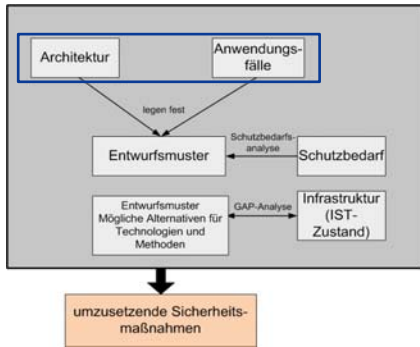 Architektur
Anwendungs-
fälle
legen fest
Entwurfsmuster
Schutzbedarfs-
analyse
Schutzbedarf
Entwurfsmuster
Mögliche Alternativen für
Technologien und
Methoden
GAP-Analyse
Infrastruktur
(IST-
Zustand)
umzusetzende Sicherheits-
maßnahmen